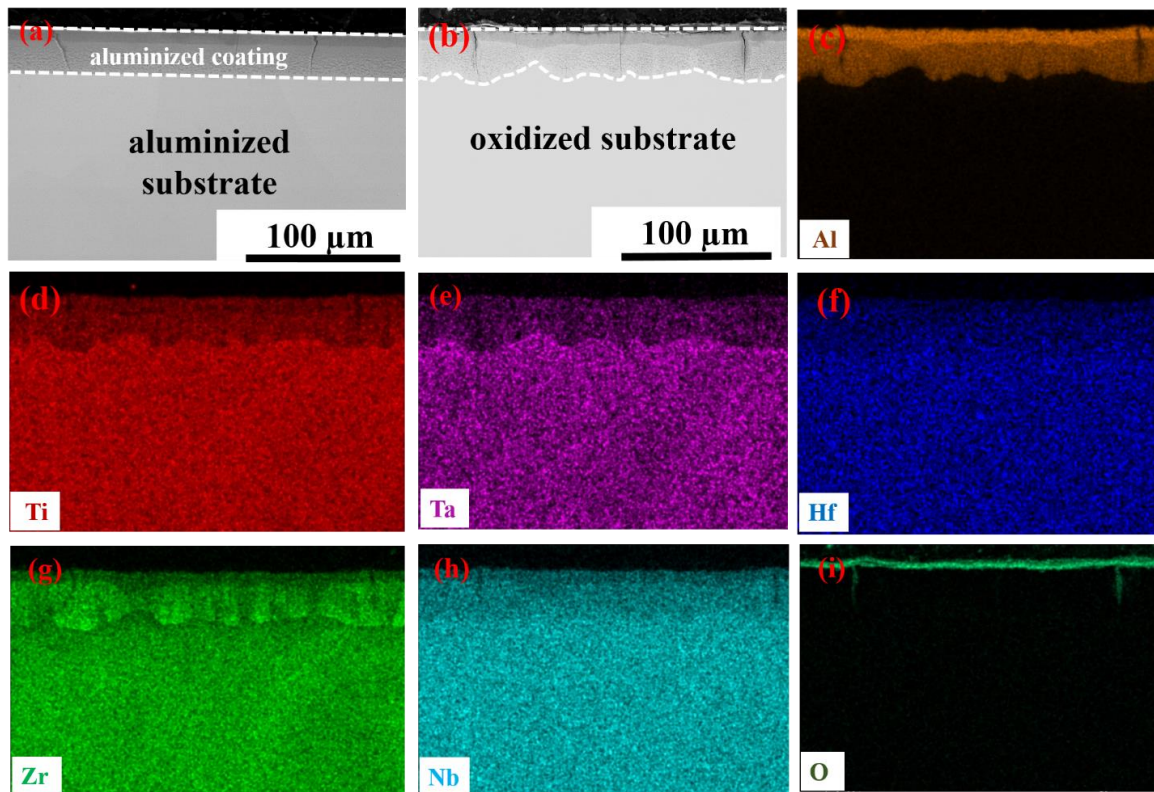 (a)
aluminized coating
aluminized
substrate
100 µm
(b)
oxidized substrate
100 µm
(c)
Al
(d)
Ti
(e)
Ta
(f)
Hf
(g)
Zr
(h)
Nb
(i)
O